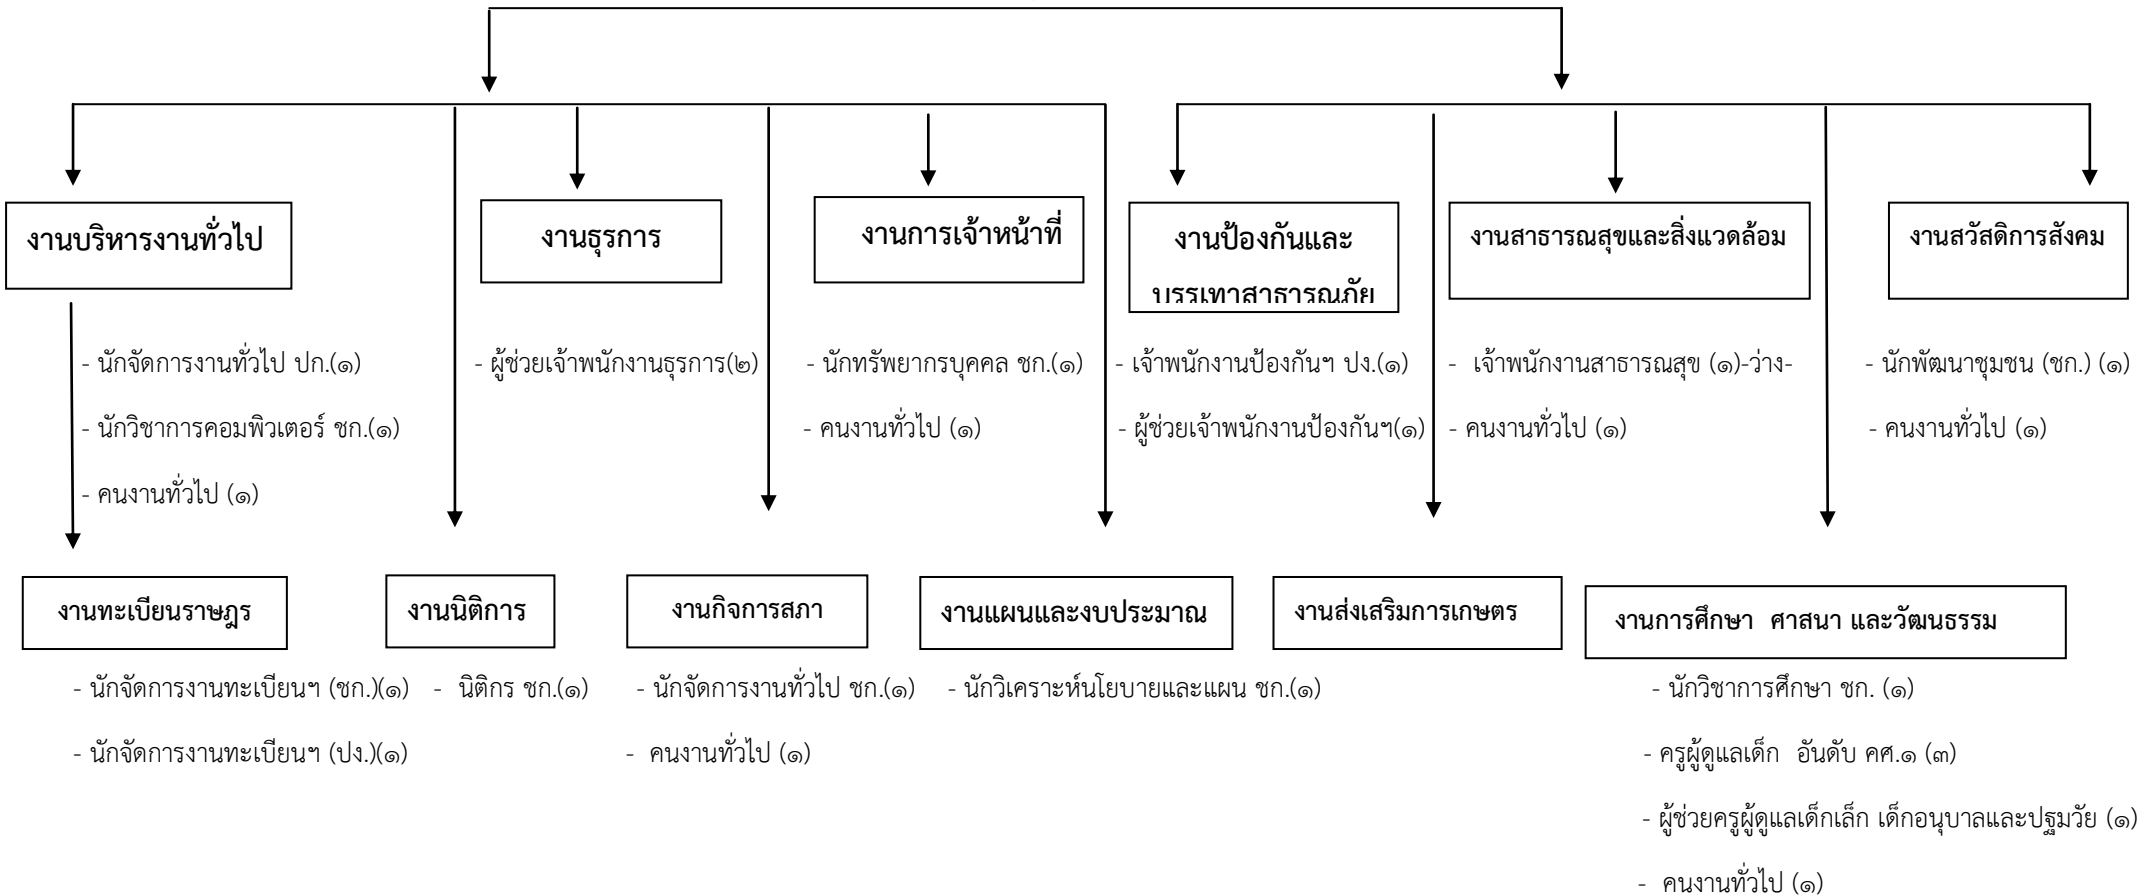 งานบริหารงานทั่วไป
งานธุรการ
งานการเจ้าหน้าที่
งานป้องกันและ
บรรเทาสาธารณภัย
งานสาธารณสุขและสิ่งแวดล้อม
งานสวัสดิการสังคม
- นักจัดการงานทั่วไป ปก.(๑)
- นักวิชาการคอมพิวเตอร์ ชก.(๑)
- คนงานทั่วไป (๑)
- ผู้ช่วยเจ้าพนักงานธุรการ(๒)
- นักทรัพยากรบุคคล ชก.(๑)
- คนงานทั่วไป (๑)
- เจ้าพนักงานป้องกันฯ ปง.(๑)
- ผู้ช่วยเจ้าพนักงานป้องกันฯ(๑)
- เจ้าพนักงานสาธารณสุข (๑)-ว่าง-
- คนงานทั่วไป (๑)
- นักพัฒนาชุมชน (ชก.) (๑)
- คนงานทั่วไป (๑)
งานทะเบียนราษฎร
งานนิติการ
งานกิจการสภา
งานแผนและงบประมาณ
งานส่งเสริมการเกษตร
งานการศึกษา ศาสนา และวัฒนธรรม
- นักจัดการงานทะเบียนฯ (ชก.)(๑)
- นักจัดการงานทะเบียนฯ (ปง.)(๑)
- นิติกร ชก.(๑)
- นักจัดการงานทั่วไป ชก.(๑)
- คนงานทั่วไป (๑)
- นักวิเคราะห์นโยบายและแผน ชก.(๑)
- นักวิชาการศึกษา ชก. (๑)
- ครูผู้ดูแลเด็ก อันดับ คศ.๑ (๓)
- ผู้ช่วยครูผู้ดูแลเด็กเล็ก เด็กอนุบาลและปฐมวัย (๑)
- คนงานทั่วไป (๑)